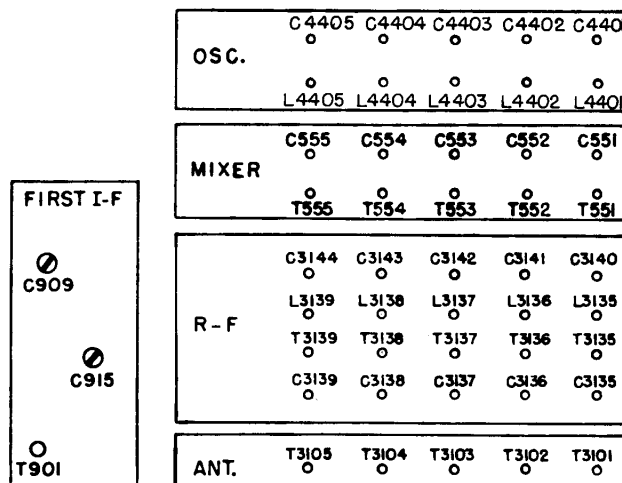 C4405 C4404 C4403 C4402 C440
OSC.
L4405 L4404 L4403 L4402 L4401
C555 C554 C553 C552 C551
MIXER
T555 T554 T553 T552 T551
FIRST I-F
C909
C915
T901
C3144 C3143 C3142 C3141 C3140
L3139 L3138 L3137 L3136 L3135
R-F
T3139 T3138 T3137 T3136 T3135
C3139 C3138 C3137 C3136 C3135
T3105 T3104 T3103 T3102 T3101
ANT.